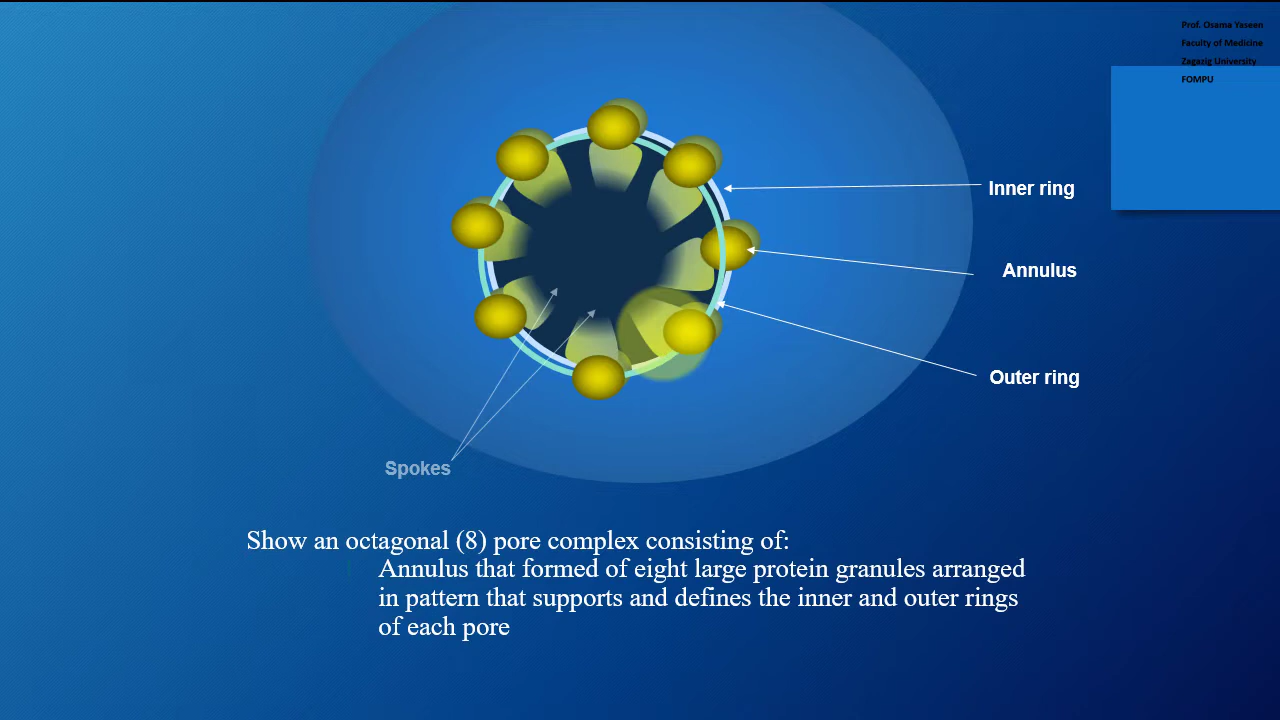 Prof. Osama Yaseen
Faculty of Medicine
Zagazig University
FOMPU
Inner ring
Annulus
Outer ring
Spokes
Show an octagonal (8) pore complex consisting of:
Annulus that formed of eight large protein granules arranged
in pattern that supports and defines the inner and outer rings
of each pore